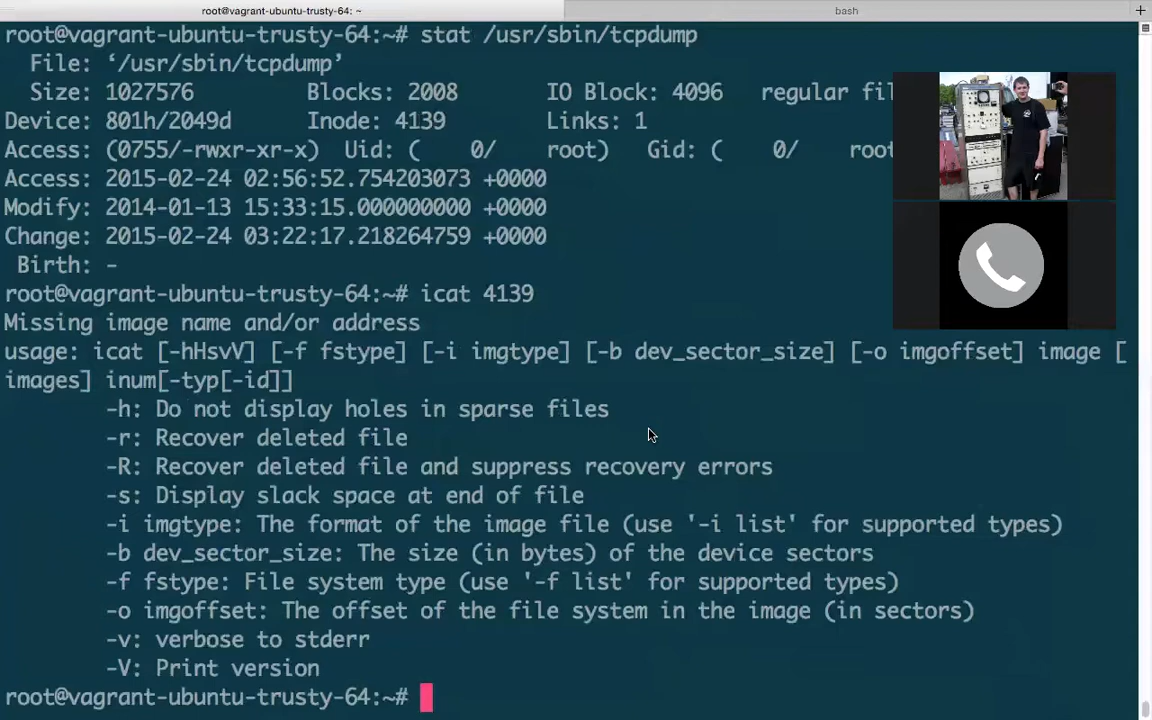 root@vagrant-ubuntu-trusty-64: ~
bash
root@vagrant-ubuntu-trusty-64:~# stat /usr/sbin/tcpdump
  File: ‘/usr/sbin/tcpdump’
  Size: 1027576         Blocks: 2008       IO Block: 4096   regular fil
Device: 801h/2049d      Inode: 4139        Links: 1
Access: (0755/-rwxr-xr-x)  Uid: (    0/    root)   Gid: (    0/    root
Access: 2015-02-24 02:56:52.754203073 +0000
Modify: 2014-01-13 15:33:15.000000000 +0000
Change: 2015-02-24 03:22:17.218264759 +0000
 Birth: -
root@vagrant-ubuntu-trusty-64:~# icat 4139
Missing image name and/or address
usage: icat [-hHsvV] [-f fstype] [-i imgtype] [-b dev_sector_size] [-o imgoffset] image [
images] inum[-typ[-id]]
        -h: Do not display holes in sparse files
        -r: Recover deleted file
        -R: Recover deleted file and suppress recovery errors
        -s: Display slack space at end of file
        -i imgtype: The format of the image file (use '-i list' for supported types)
        -b dev_sector_size: The size (in bytes) of the device sectors
        -f fstype: File system type (use '-f list' for supported types)
        -o imgoffset: The offset of the file system in the image (in sectors)
        -v: verbose to stderr
        -V: Print version
root@vagrant-ubuntu-trusty-64:~#